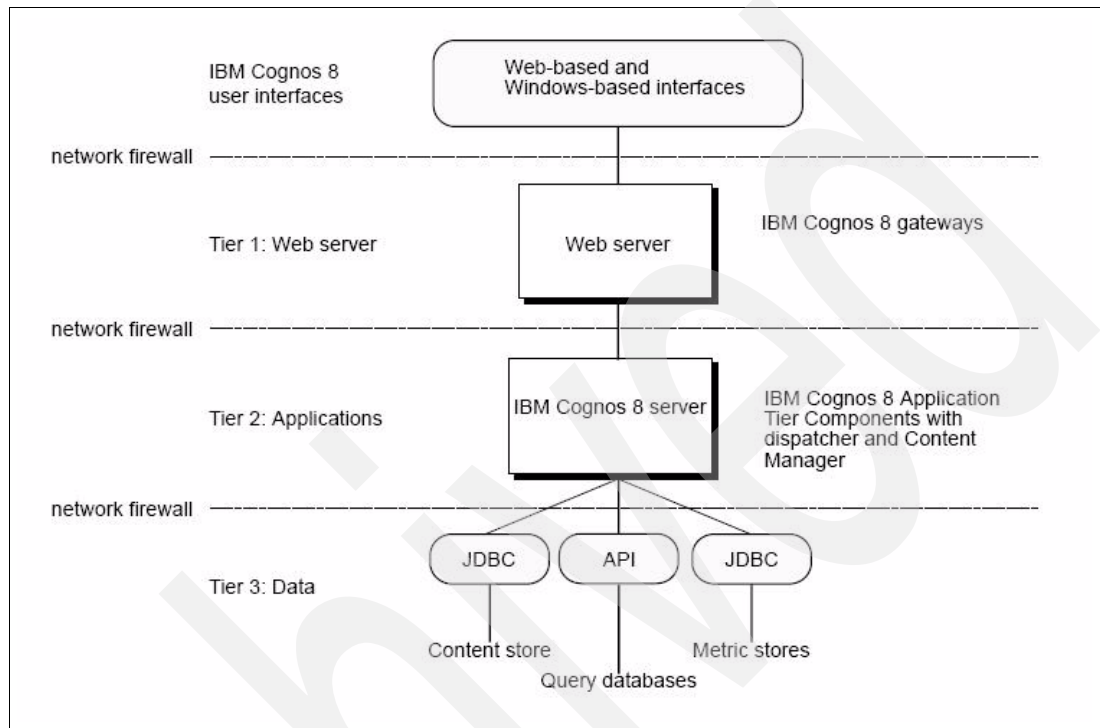 IBM Cognos 8
user interfaces
Web-based and
Windows-based interfaces
network firewall
Tier 1: Web server
Web server
IBM Cognos 8 gateways
network firewall
Tier 2: Applications
IBM Cognos 8 server
IBM Cognos 8 Application
Tier Components with
dispatcher and Content
Manager
network firewall
Tier 3: Data
JDBC
API
JDBC
Content store
Metric stores
Query databases
hived